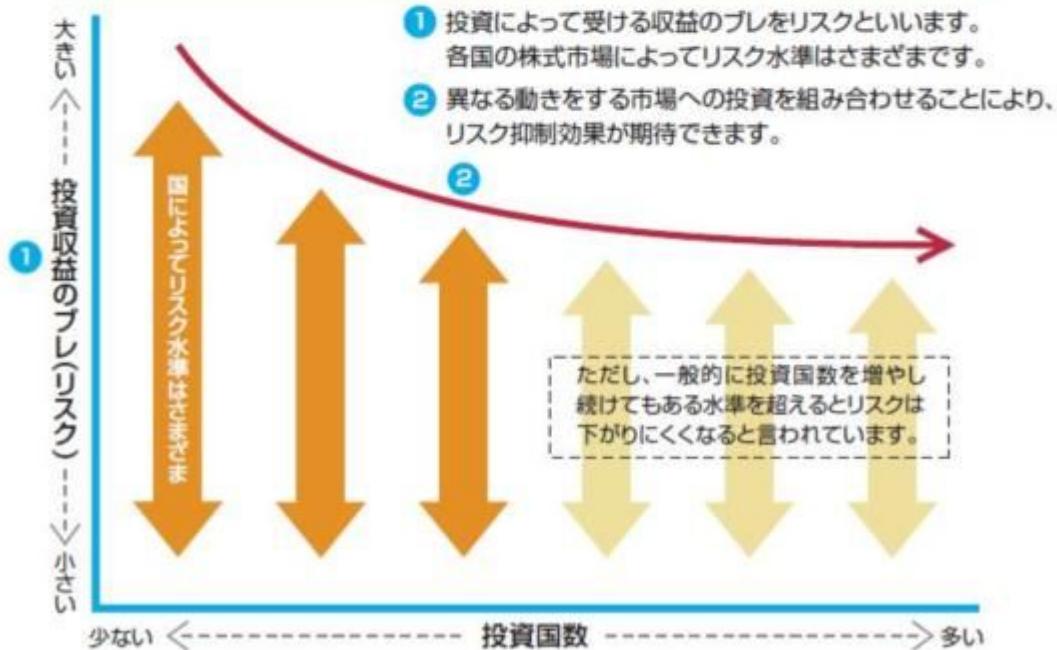 ❶ 投資によって受ける収益のブレをリスクといいます。
各国の株式市場によってリスク水準はさまざまです。
❷ 異なる動きをする市場への投資を組み合わせることにより、
リスク抑制効果が期待できます。
大きい
❶ 投資収益のブレ(リスク)
小さい
国によってリスク水準はさまざま
❷
ただし、一般的に投資国数を増やし
続けてもある水準を超えるとリスクは
下がりにくくなると言われています。
少ない 投資国数 多い